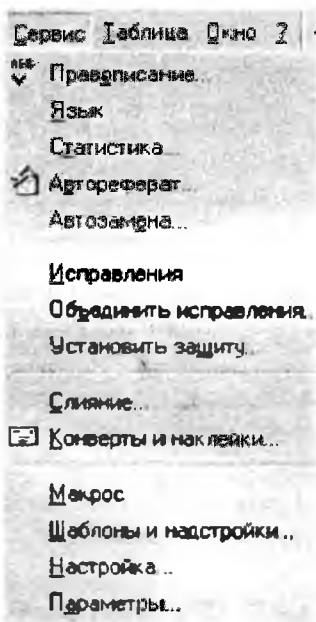 Сервис Таблица Окно ?
АБВ Правописание...
Язык
Статистика...
Автореферат...
Автозамена...
Исправления
Объединить исправления...
Установить защиту...
Слияние...
Конверты и наклейки...
Макрос
Шаблоны и надстройки...
Настройка...
Параметры...